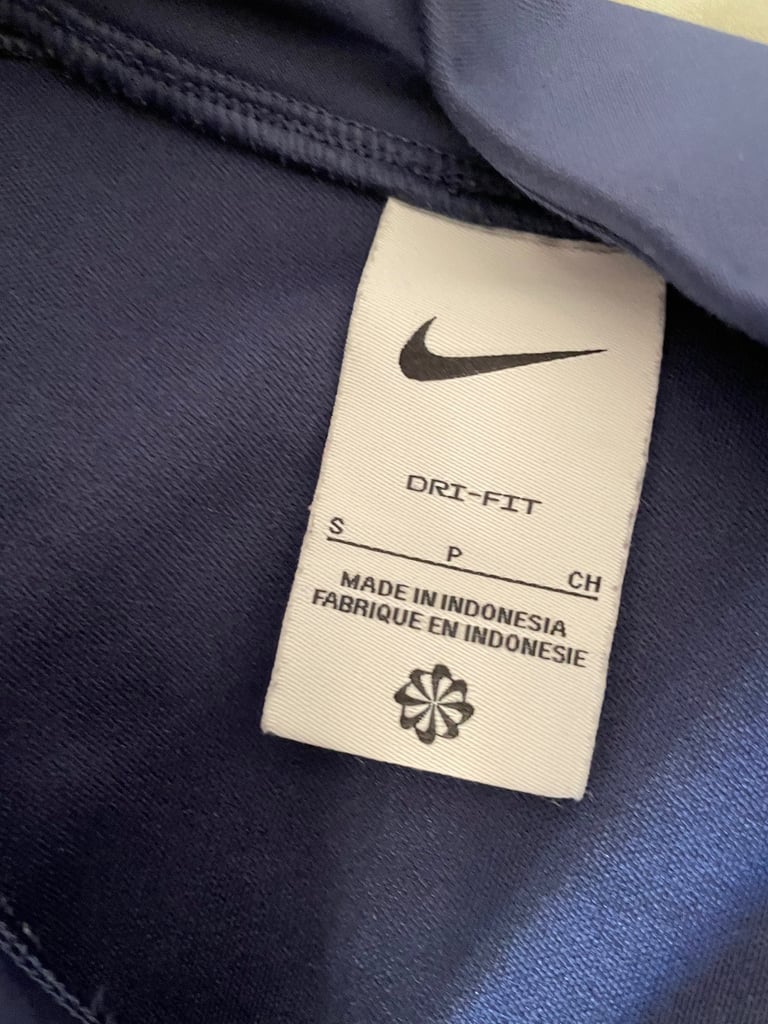 DRI-FIT
S P CH
MADE IN INDONESIA
FABRIQUE EN INDONESIE